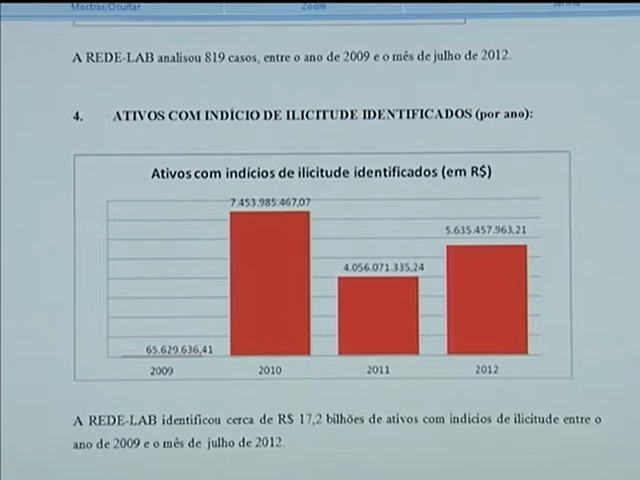 Mostrar/Ocultar Zoom
A REDE-LAB analisou 819 casos, entre o ano de 2009 e o mês de julho de 2012.
4. ATIVOS COM INDÍCIO DE ILICITUDE IDENTIFICADOS (por ano):
Ativos com indícios de ilicitude identificados (em R$)
7.453.985.467,07
5.635.457.963,21
4.056.071.335,24
65.629.636,41
2009 2010 2011 2012
A REDE-LAB identificou cerca de R$ 17,2 bilhões de ativos com indícios de ilicitude entre o
ano de 2009 e o mês de julho de 2012.